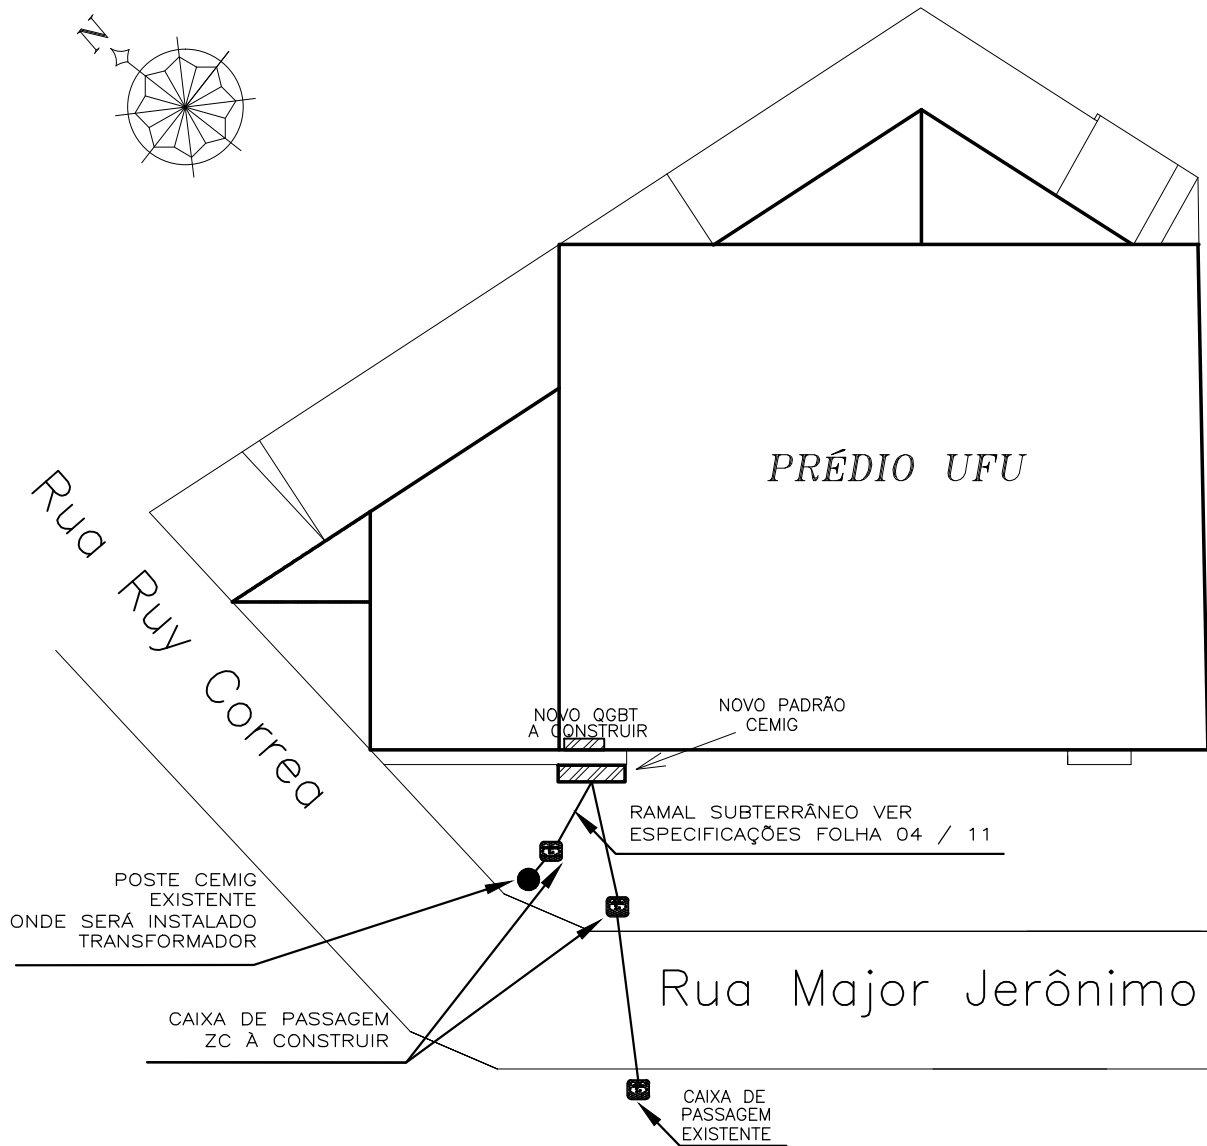 N
PRÉDIO UFU
Rua Ruy Correa
NOVO QGBT
A CONSTRUIR
NOVO PADRÃO
CEMIG
RAMAL SUBTERRÂNEO VER
ESPECIFICAÇÕES FOLHA 04 / 11
POSTE CEMIG
EXISTENTE
ONDE SERÁ INSTALADO
TRANSFORMADOR
Rua Major Jerônimo
CAIXA DE PASSAGEM
ZC À CONSTRUIR
CAIXA DE
PASSAGEM
EXISTENTE